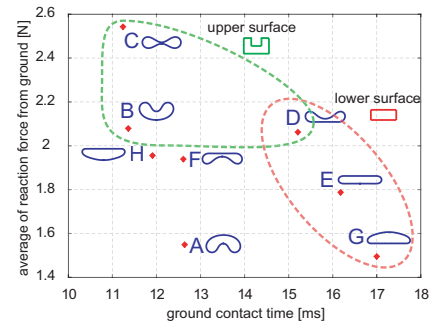 average of reaction force from ground [N]
2.6
2.4
2.2
2
1.8
1.6
1.4
upper surface
lower surface
C
B
D
H
F
E
A
G
10 11 12 13 14 15 16 17 18
ground contact time [ms]